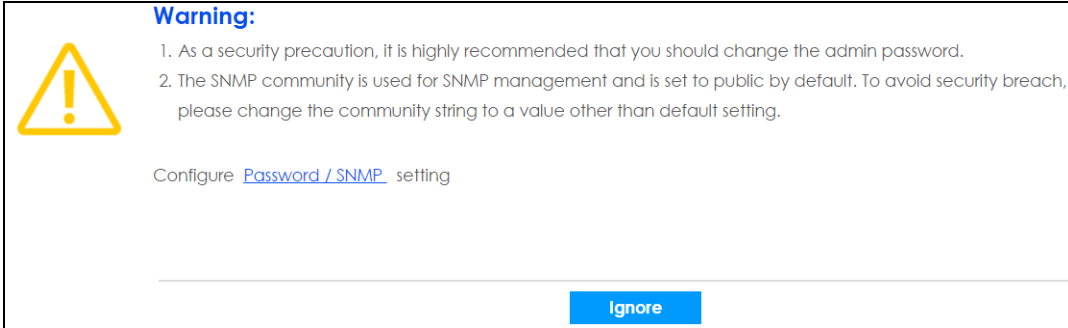 Warning:
1. As a security precaution, it is highly recommended that you should change the admin password.
2. The SNMP community is used for SNMP management and is set to public by default. To avoid security breach,
please change the community string to a value other than default setting.
Configure Password / SNMP setting
Ignore